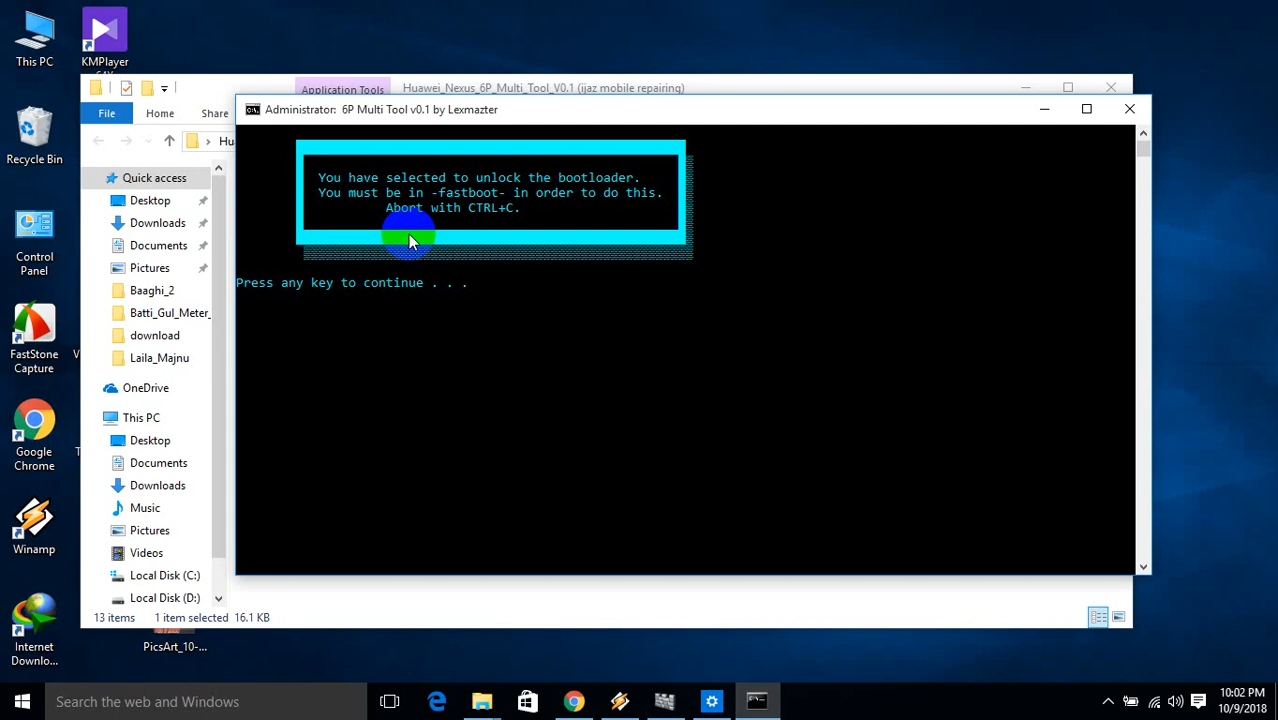 This PC
KMPlayer
Recycle Bin
Control
Panel
FastStone
Capture
Google
Chrome
Winamp
Internet
Downlo...
PicsArt_10-...
Application Tools
Huawei_Nexus_6P_Multi_Tool_V0.1 (ijaz mobile repairing)
File
Home
Share
Hu
Quick access
Desktop
Downloads
Documents
Pictures
Baaghi_2
Batti_Gul_Meter_
download
Laila_Majnu
OneDrive
This PC
Desktop
Documents
Downloads
Music
Pictures
Videos
Local Disk (C:)
Local Disk (D:)
13 items
1 item selected
16.1 KB
Administrator: 6P Multi Tool v0.1 by Lexmazter
You have selected to unlock the bootloader.
You must be in -fastboot- in order to do this.
Abort with CTRL+C.
Press any key to continue . . .
Search the web and Windows
10:02 PM
10/9/2018